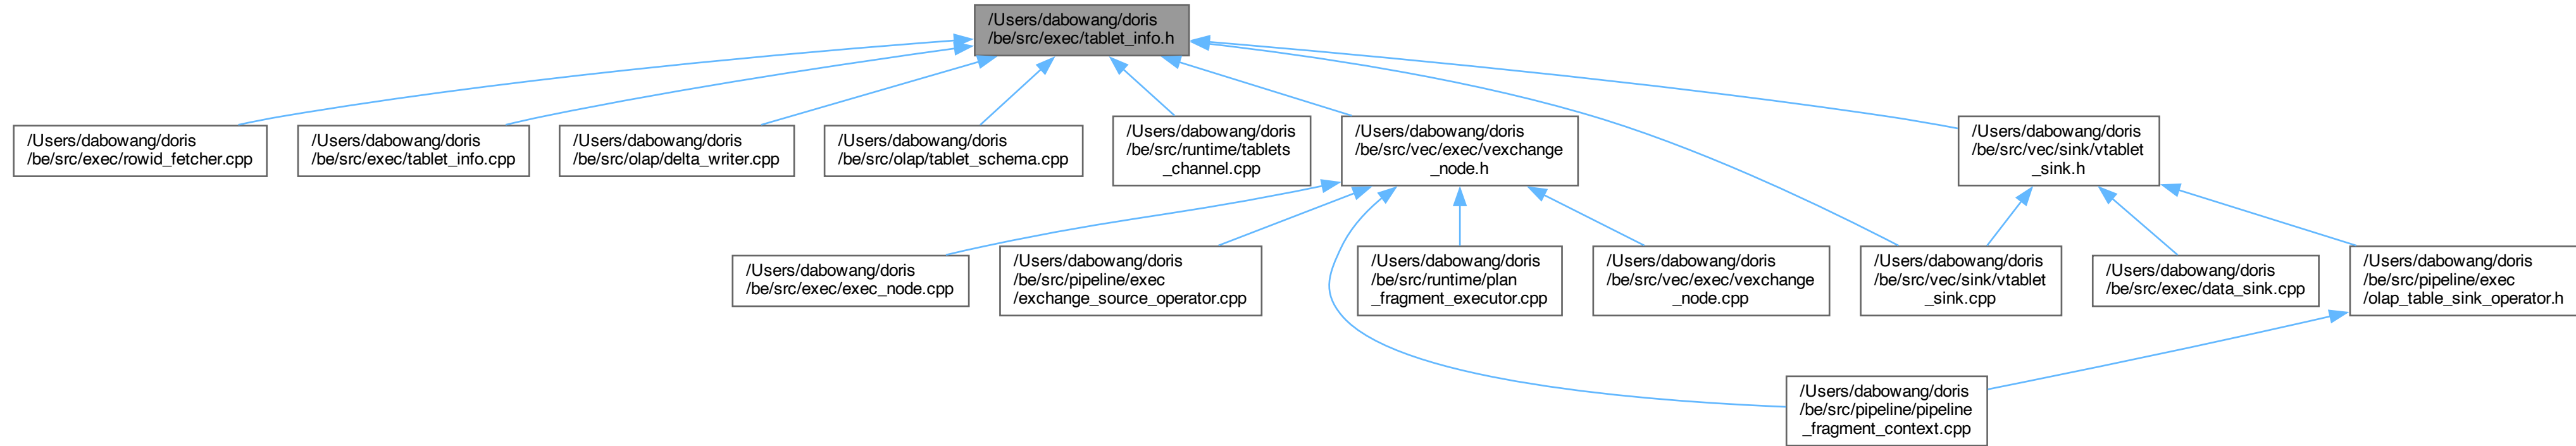 /Users/dabowang/doris
/be/src/exec/tablet_info.h
/Users/dabowang/doris
/be/src/exec/rowid_fetcher.cpp
/Users/dabowang/doris
/be/src/exec/tablet_info.cpp
/Users/dabowang/doris
/be/src/olap/delta_writer.cpp
/Users/dabowang/doris
/be/src/olap/tablet_schema.cpp
/Users/dabowang/doris
/be/src/runtime/tablets
_channel.cpp
/Users/dabowang/doris
/be/src/vec/exec/vexchange
_node.h
/Users/dabowang/doris
/be/src/vec/sink/vtablet
_sink.h
/Users/dabowang/doris
/be/src/exec/exec_node.cpp
/Users/dabowang/doris
/be/src/pipeline/exec
/exchange_source_operator.cpp
/Users/dabowang/doris
/be/src/runtime/plan
_fragment_executor.cpp
/Users/dabowang/doris
/be/src/vec/exec/vexchange
_node.cpp
/Users/dabowang/doris
/be/src/vec/sink/vtablet
_sink.cpp
/Users/dabowang/doris
/be/src/exec/data_sink.cpp
/Users/dabowang/doris
/be/src/pipeline/exec
/olap_table_sink_operator.h
/Users/dabowang/doris
/be/src/pipeline/pipeline
_fragment_context.cpp